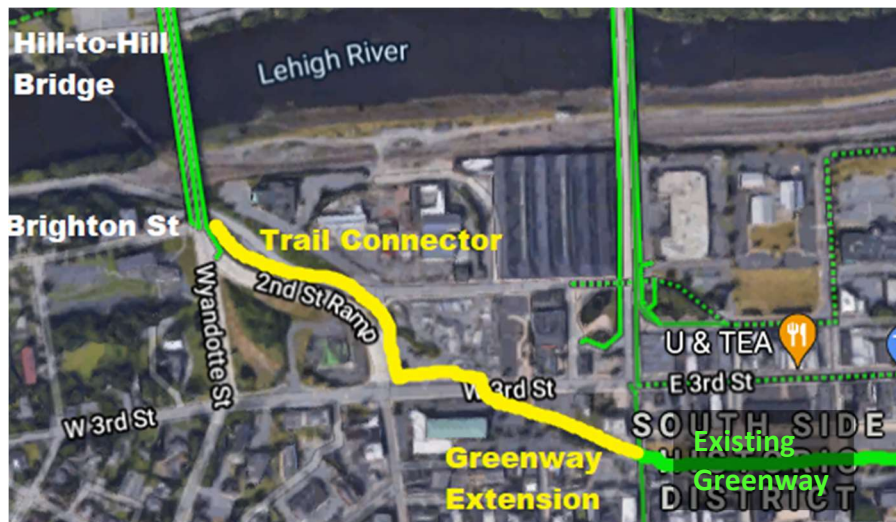 Hill-to-Hill
Bridge
Lehigh River
Brighton St
Trail Connector
2nd St Ramp
Wyandotte St
U & TEA
W 3rd St
E 3rd St
W 3rd St
SOUTH SIDE
Existing
Greenway
Greenway
Extension
DISTRICT